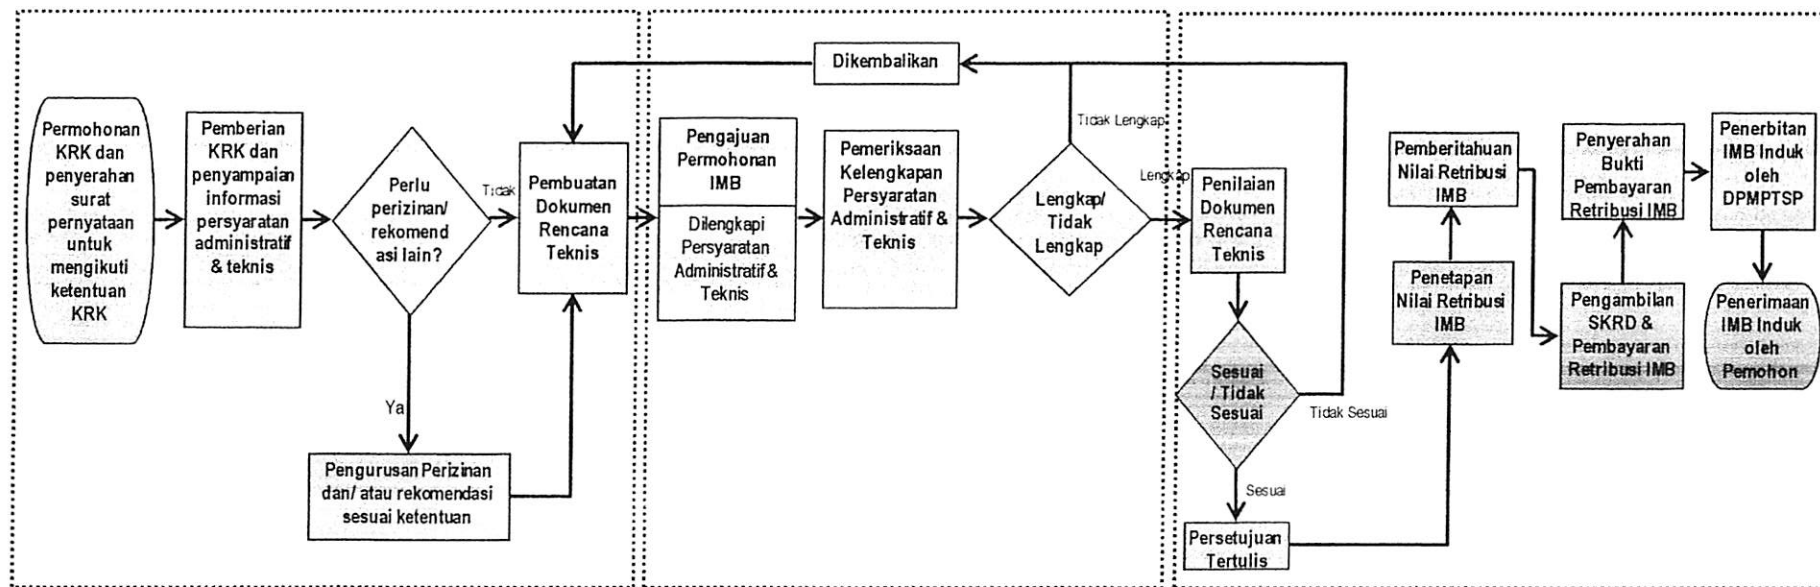 Permohonan
KRK dan
penyerahan
surat
pernyataan
untuk
mengikuti
ketentuan
KRK
Pemberian
KRK dan
penyampaian
informasi
persyaratan
administratif
& teknis
Perlu
perizinan/
rekomend
asi lain?
Tidak
Ya
Pengurusan Perizinan
dan/ atau rekomendasi
sesuai ketentuan
Pembuatan
Dokumen
Rencana
Teknis
Dikembalikan
Pengajuan
Permohonan
IMB
Dilengkapi
Persyaratan
Administratif &
Teknis
Pemeriksaan
Kelengkapan
Persyaratan
Administratif &
Teknis
Tidak Lengkap
Lengkap/
Tidak
Lengkap
Lengkap
Penilaian
Dokumen
Rencana
Teknis
Sesuai
/ Tidak
Sesuai
Tidak Sesuai
Sesuai
Persetujuan
Tertulis
Penetapan
Nilai Retribusi
IMB
Pemberitahuan
Nilai Retribusi
IMB
Pengambilan
SKRD &
Pembayaran
Retribusi IMB
Penyerahan
Bukti
Pembayaran
Retribusi IMB
Penerbitan
IMB Induk
oleh
DPMPTSP
Penerimaan
IMB Induk
oleh
Pemohon